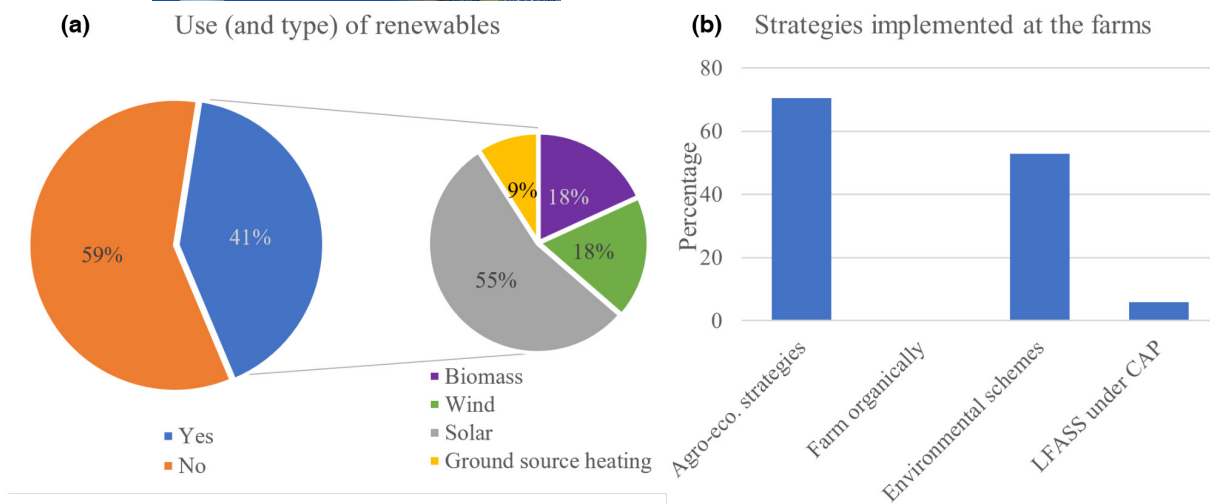 (a) Use (and type) of renewables
59%
41%
9%
18%
18%
55%
Yes
No
Biomass
Wind
Solar
Ground source heating
(b) Strategies implemented at the farms
Percentage
80
60
40
20
0
Agro-eco. strategies
Farm organically
Environmental schemes
LFASS under CAP